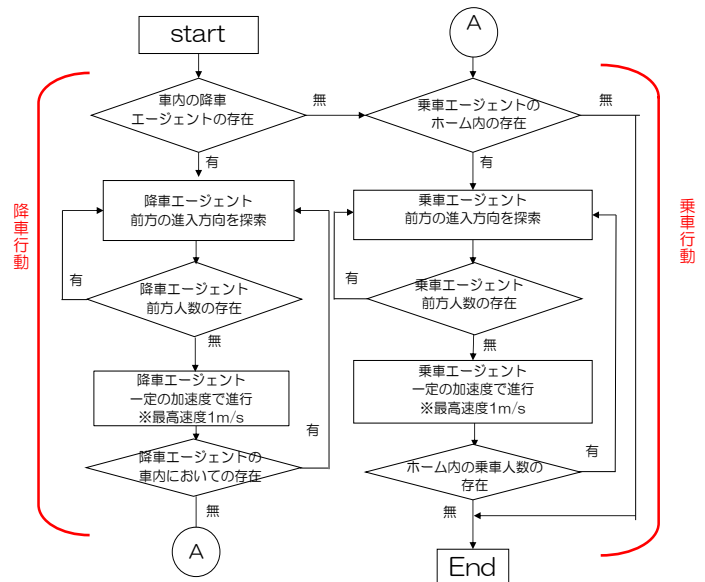 start
車内の降車
エージェントの存在
無
有
降車エージェント
前方の進入方向を探索
有
降車エージェント
前方人数の存在
無
降車エージェント
一定の加速度で進行
※最高速度1m/s
有
降車エージェントの
車内においての存在
無
A
降車行動
A
乗車エージェントの
ホーム内の存在
無
有
乗車エージェント
前方の進入方向を探索
有
乗車エージェント
前方人数の存在
無
乗車エージェント
一定の加速度で進行
※最高速度1m/s
有
ホーム内の乗車人数の
存在
無
End
乗車行動